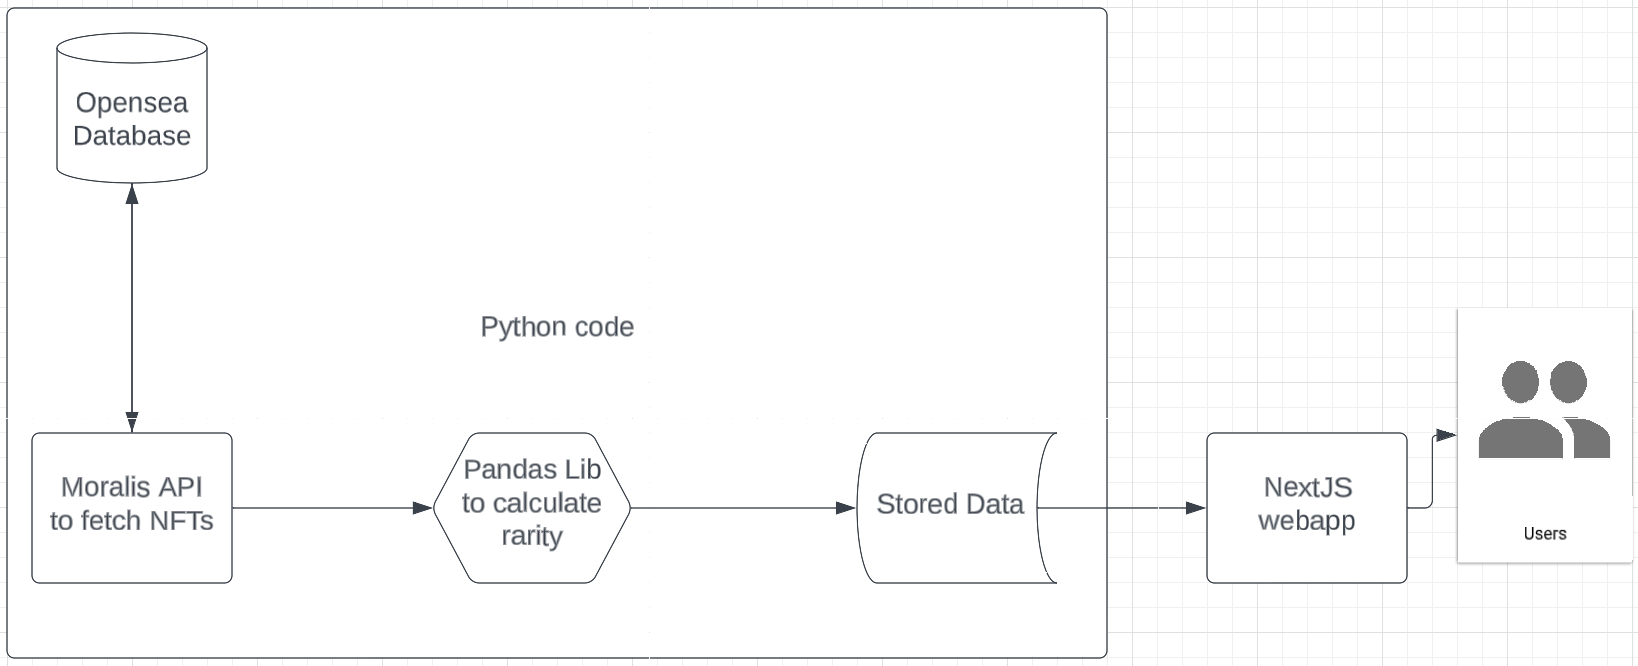 Opensea
Database
Python code
Moralis API
to fetch NFTs
Pandas Lib
to calculate
rarity
Stored Data
NextJS
webapp
Users